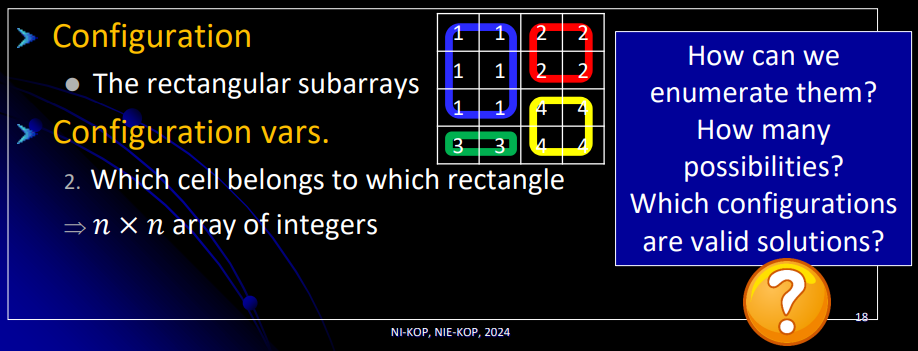 Configuration
● The rectangular subarrays
Configuration vars.
2. Which cell belongs to which rectangle
⇒ n × n array of integers
1 1 2 2
1 1 2 2
1 1 4 4
3 3 4 4
How can we
enumerate them?
How many
possibilities?
Which configurations
are valid solutions?
?
18
NI-KOP, NIE-KOP, 2024